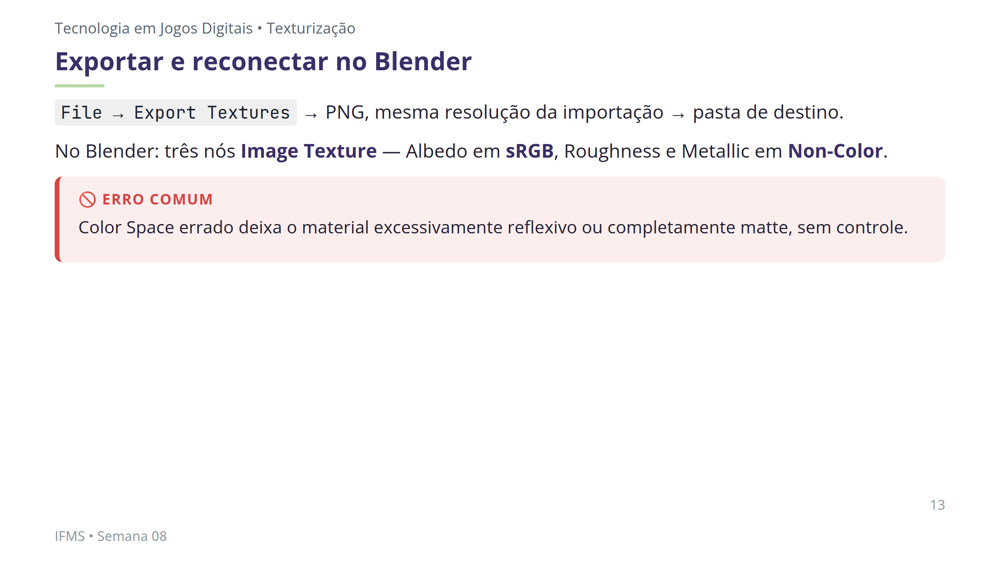 Tecnologia em Jogos Digitais • Texturização
Exportar e reconectar no Blender
File → Export Textures → PNG, mesma resolução da importação → pasta de destino.
No Blender: três nós Image Texture — Albedo em sRGB, Roughness e Metallic em Non-Color.
🚫 ERRO COMUM
Color Space errado deixa o material excessivamente reflexivo ou completamente matte, sem controle.
13
IFMS • Semana 08